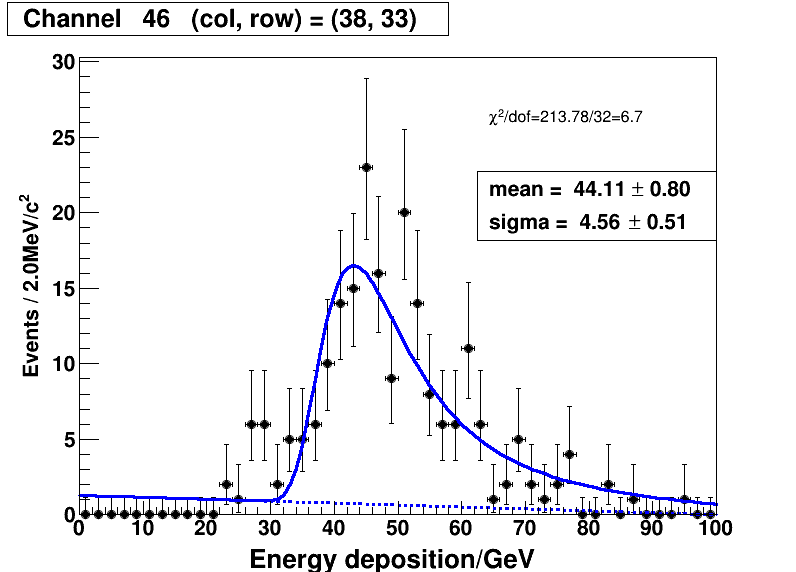 Channel 46 (col, row) = (38, 33)
χ²/dof=213.78/32=6.7
mean = 44.11 ± 0.80
sigma = 4.56 ± 0.51
Events / 2.0MeV/c²
30
25
20
15
10
5
0
0 10 20 30 40 50 60 70 80 90 100
Energy deposition/GeV